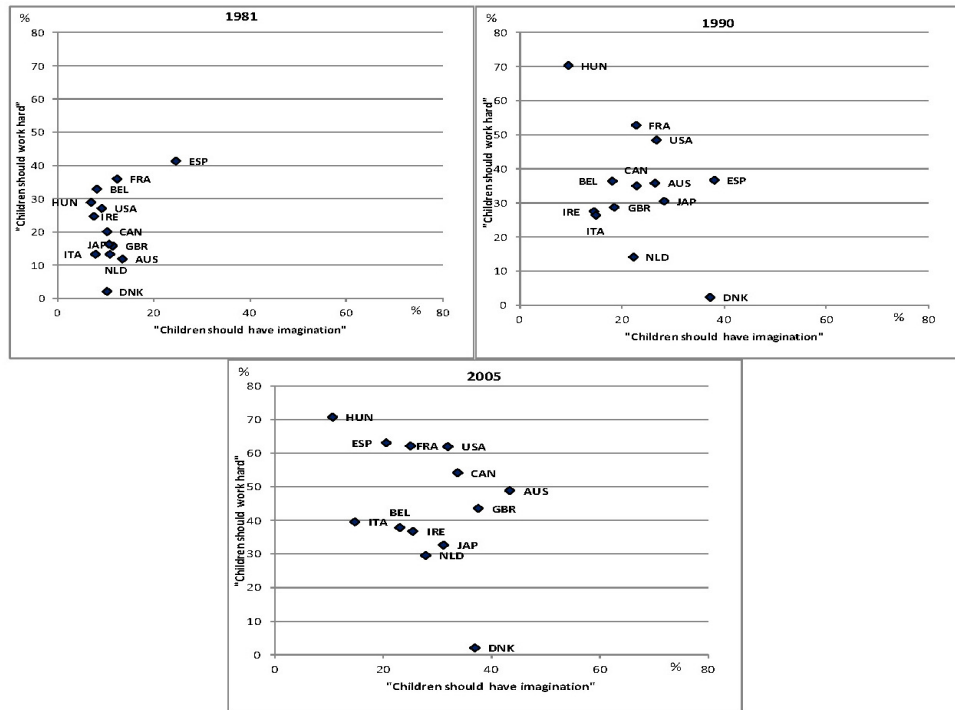 %
1981
80
70
60
50
40
30
20
10
0
"Children should work hard"
ESP
FRA
BEL
HUN
USA
IRE
CAN
JAP
GBR
ITA
AUS
NLD
DNK
0
20
40
60
80
%
"Children should have imagination"
%
1990
80
70
60
50
40
30
20
10
0
"Children should work hard"
HUN
FRA
USA
CAN
BEL
AUS
ESP
JAP
IRE
GBR
ITA
NLD
DNK
0
20
40
60
80
%
"Children should have imagination"
%
2005
80
70
60
50
40
30
20
10
0
"Children should work hard"
HUN
ESP
FRA
USA
CAN
AUS
GBR
BEL
ITA
IRE
JAP
NLD
DNK
0
20
40
60
80
%
"Children should have imagination"